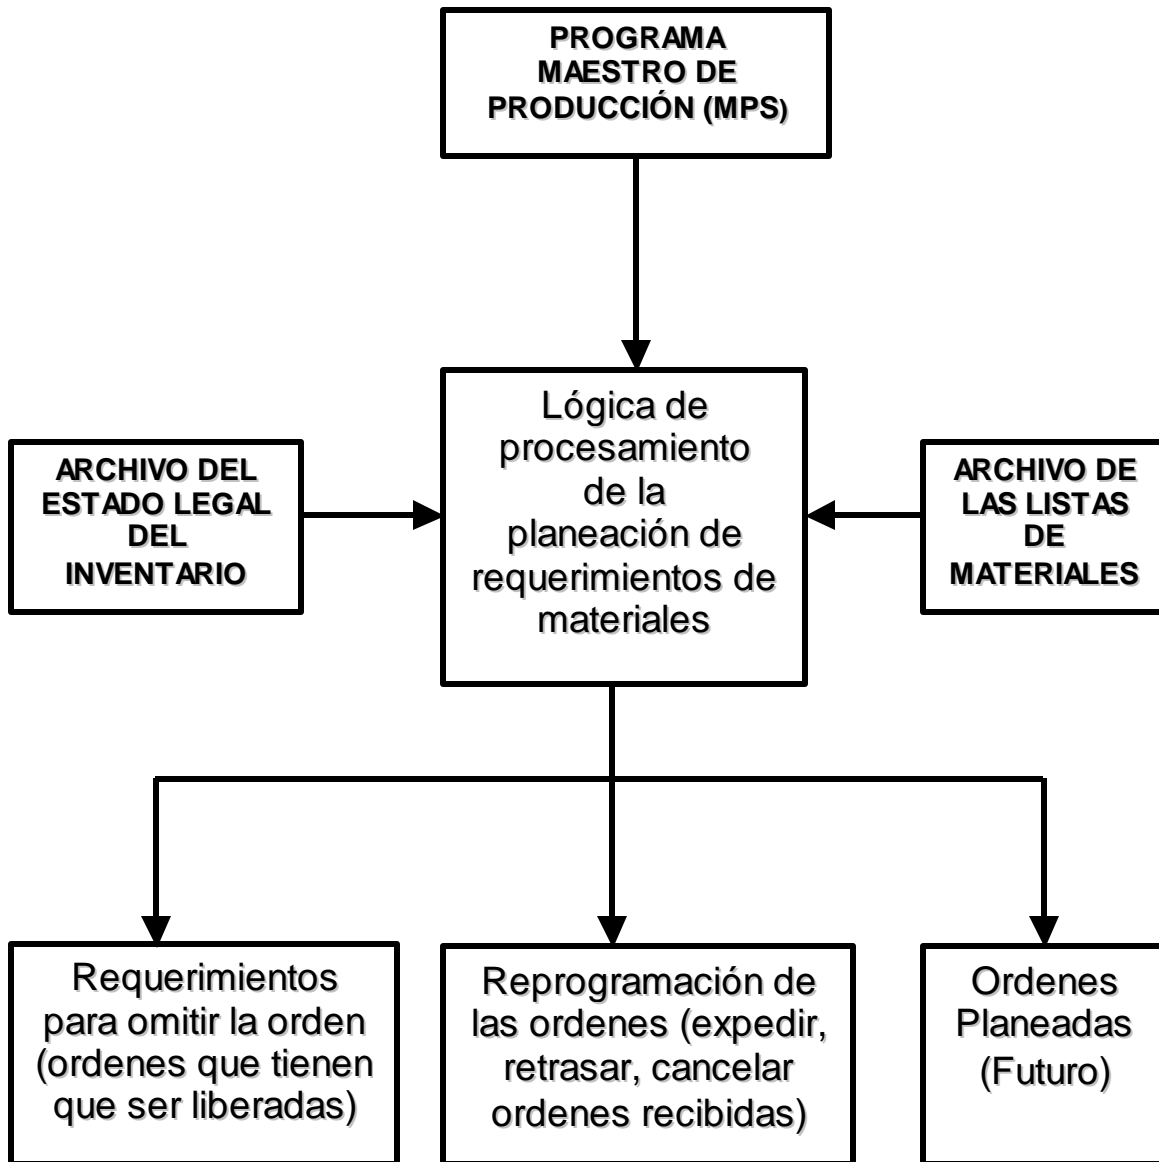 PROGRAMA
MAESTRO DE
PRODUCCIÓN (MPS)
Lógica de
procesamiento
de la
planeación de
requerimientos de
materiales
ARCHIVO DEL
ESTADO LEGAL
DEL
INVENTARIO
ARCHIVO DE
LAS LISTAS
DE
MATERIALES
Requerimientos
para omitir la orden
(ordenes que tienen
que ser liberadas)
Reprogramación de
las ordenes (expedir,
retrasar, cancelar
ordenes recibidas)
Ordenes
Planeadas
(Futuro)